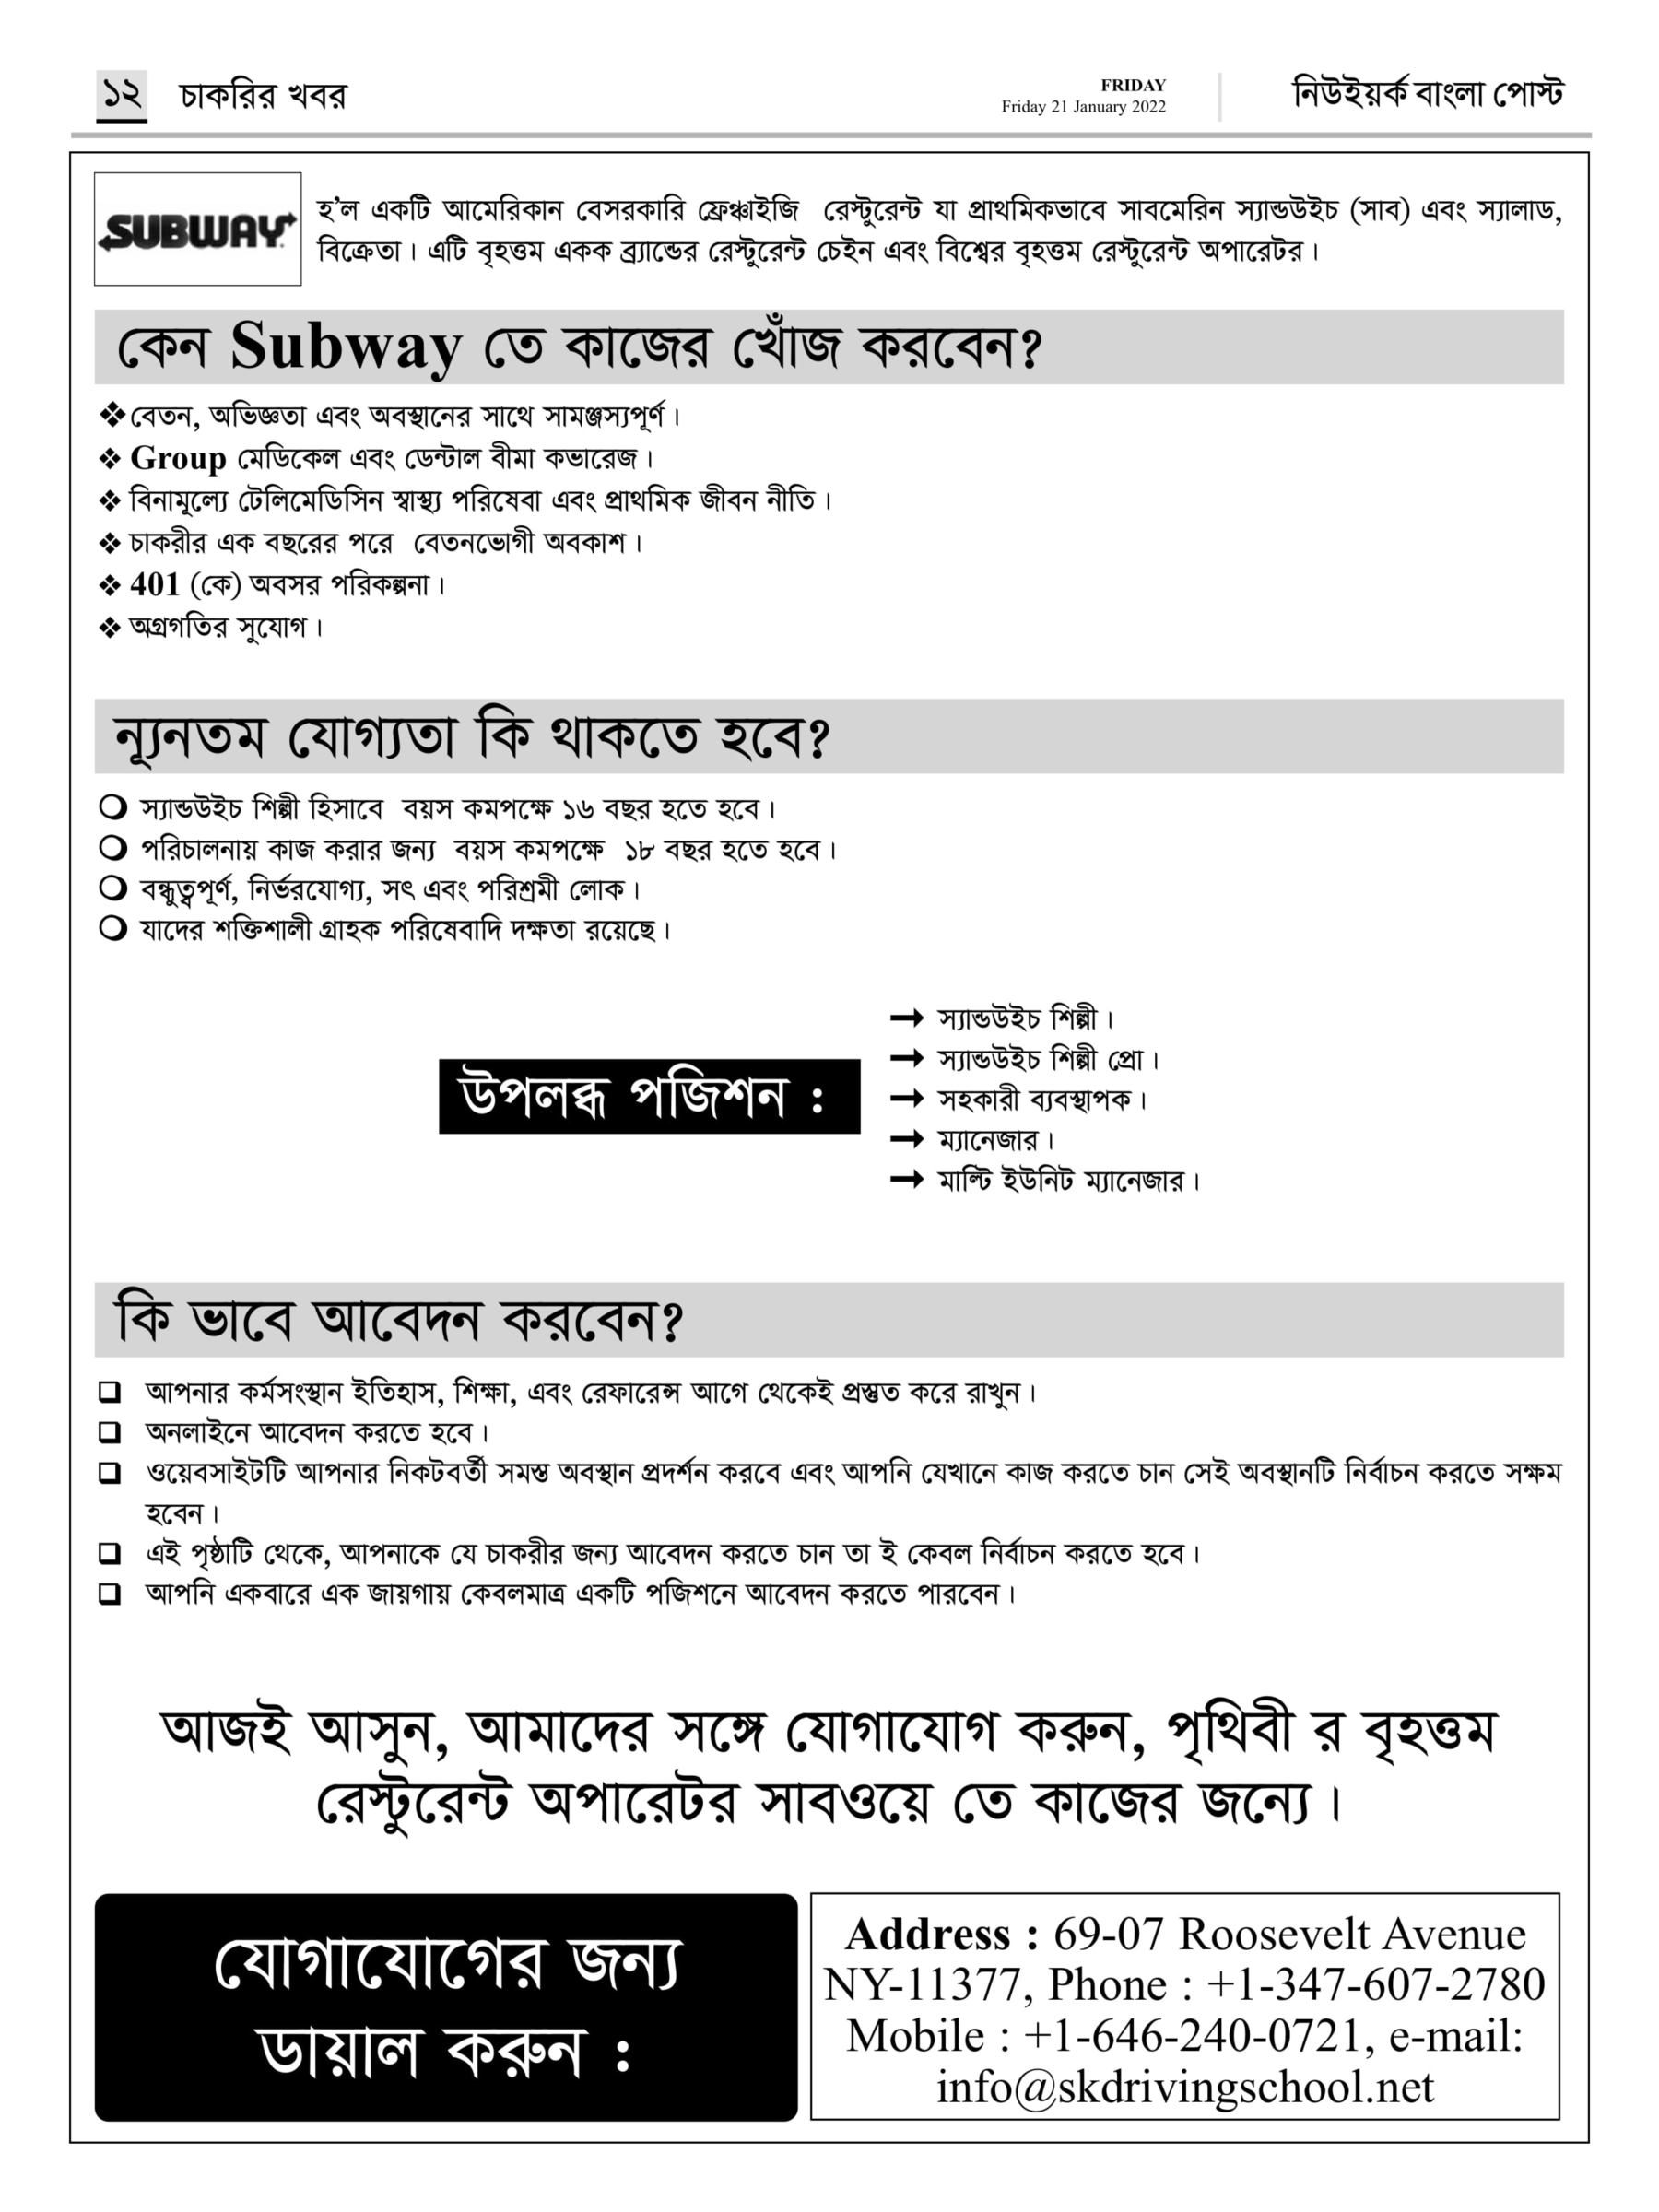 ১২ চাকরির খবর
FRIDAY
Friday 21 January 2022
নিউইয়র্ক বাংলা পোস্ট
SUBWAY
হ'ল একটি আমেরিকান বেসরকারি ফ্রেঞ্চাইজি রেস্টুরেন্ট যা প্রাথমিকভাবে সাবমেরিন স্যান্ডউইচ (সাব) এবং স্যালাড,
বিক্রেতা। এটি বৃহত্তম একক ব্র্যান্ডের রেস্টুরেন্ট চেইন এবং বিশ্বের বৃহত্তম রেস্টুরেন্ট অপারেটর।
কেন Subway তে কাজের খোঁজ করবেন?
❖ বেতন, অভিজ্ঞতা এবং অবস্থানের সাথে সামঞ্জস্যপূর্ণ।
❖ Group মেডিকেল এবং ডেন্টাল বীমা কভারেজ।
❖ বিনামূল্যে টেলিমেডিসিন স্বাস্থ্য পরিষেবা এবং প্রাথমিক জীবন নীতি।
❖ চাকরীর এক বছরের পরে বেতনভোগী অবকাশ।
❖ 401 (কে) অবসর পরিকল্পনা।
❖ অগ্রগতির সুযোগ।
ন্যূনতম যোগ্যতা কি থাকতে হবে?
❍ স্যান্ডউইচ শিল্পী হিসাবে বয়স কমপক্ষে ১৬ বছর হতে হবে।
❍ পরিচালনায় কাজ করার জন্য বয়স কমপক্ষে ১৮ বছর হতে হবে।
❍ বন্ধুত্বপূর্ণ, নির্ভরযোগ্য, সৎ এবং পরিশ্রমী লোক।
❍ যাদের শক্তিশালী গ্রাহক পরিষেবাদি দক্ষতা রয়েছে।
উপলব্ধ পজিশন :
➞ স্যান্ডউইচ শিল্পী।
➞ স্যান্ডউইচ শিল্পী প্রো।
➞ সহকারী ব্যবস্থাপক।
➞ ম্যানেজার।
➞ মাল্টি ইউনিট ম্যানেজার।
কি ভাবে আবেদন করবেন?
❑ আপনার কর্মসংস্থান ইতিহাস, শিক্ষা, এবং রেফারেন্স আগে থেকেই প্রস্তুত করে রাখুন।
❑ অনলাইনে আবেদন করতে হবে।
❑ ওয়েবসাইটটি আপনার নিকটবর্তী সমস্ত অবস্থান প্রদর্শন করবে এবং আপনি যেখানে কাজ করতে চান সেই অবস্থানটি নির্বাচন করতে সক্ষম
হবেন।
❑ এই পৃষ্ঠাটি থেকে, আপনাকে যে চাকরীর জন্য আবেদন করতে চান তা ই কেবল নির্বাচন করতে হবে।
❑ আপনি একবারে এক জায়গায় কেবলমাত্র একটি পজিশনে আবেদন করতে পারবেন।
আজই আসুন, আমাদের সঙ্গে যোগাযোগ করুন, পৃথিবী র বৃহত্তম
রেস্টুরেন্ট অপারেটর সাবওয়ে তে কাজের জন্যে।
যোগাযোগের জন্য
ডায়াল করুন :
Address : 69-07 Roosevelt Avenue
NY-11377, Phone : +1-347-607-2780
Mobile : +1-646-240-0721, e-mail:
info@skdrivingschool.net